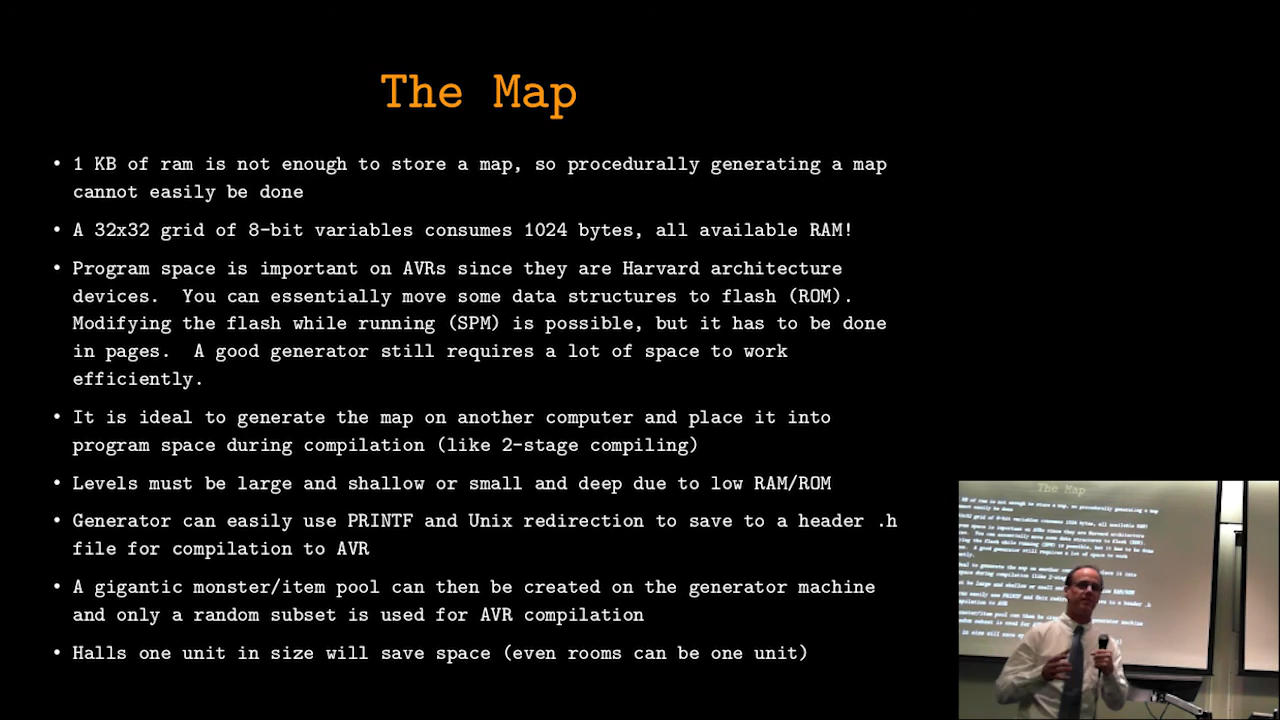 The Map
• 1 KB of ram is not enough to store a map, so procedurally generating a map
cannot easily be done
• A 32x32 grid of 8-bit variables consumes 1024 bytes, all available RAM!
• Program space is important on AVRs since they are Harvard architecture
devices.  You can essentially move some data structures to flash (ROM).
Modifying the flash while running (SPM) is possible, but it has to be done
in pages.  A good generator still requires a lot of space to work
efficiently.
• It is ideal to generate the map on another computer and place it into
program space during compilation (like 2-stage compiling)
• Levels must be large and shallow or small and deep due to low RAM/ROM
• Generator can easily use PRINTF and Unix redirection to save to a header .h
file for compilation to AVR
• A gigantic monster/item pool can then be created on the generator machine
and only a random subset is used for AVR compilation
• Halls one unit in size will save space (even rooms can be one unit)
The Map